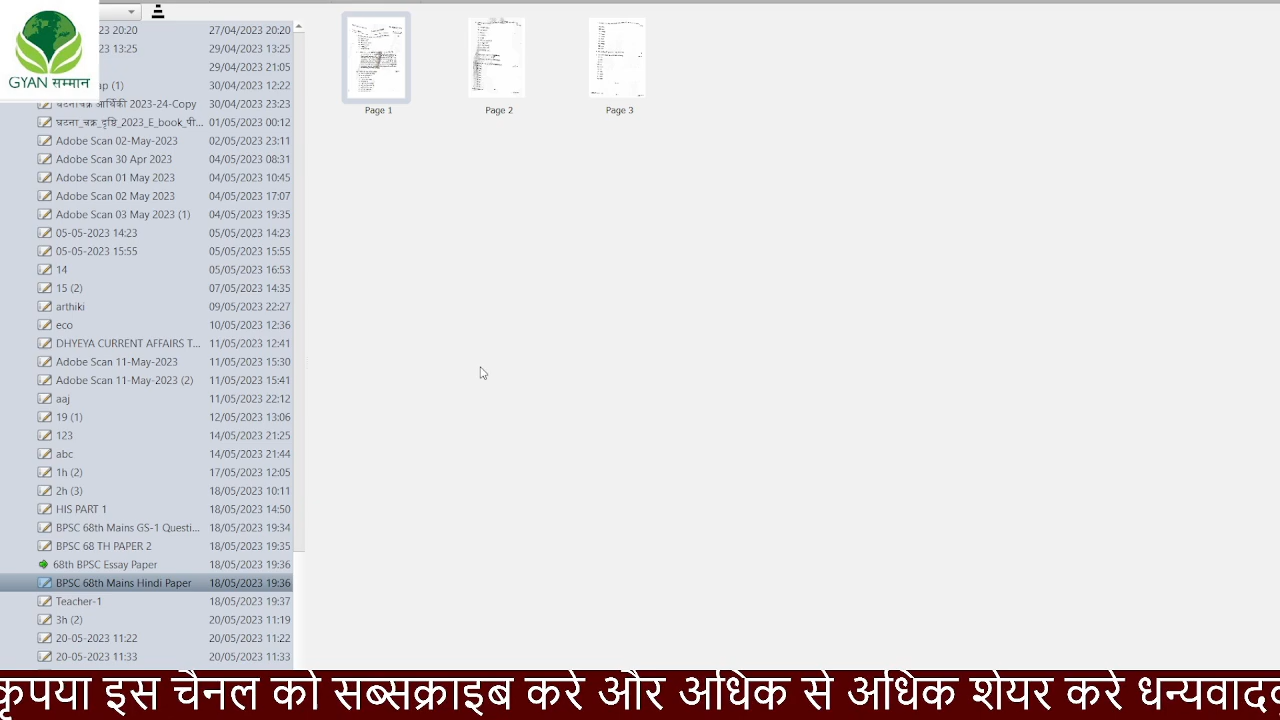 20:20
13:25 /04/2023 13:25
GYAN सम्मान
/04/2023 21:05
(1) 30/04/2023 12:22
2023-24-Copy 30/04/2023 23:23
घटना_चक्र_दृष्टि_2023_E_book_पी... 01/05/2023 00:12
Adobe Scan 02-May-2023 02/05/2023 23:11
Adobe Scan 30 Apr 2023 04/05/2023 08:31
Adobe Scan 01 May 2023 04/05/2023 10:45
Adobe Scan 02 May 2023 04/05/2023 17:07
Adobe Scan 03 May 2023 (1) 04/05/2023 19:35
05-05-2023 14:23 05/05/2023 14:23
05-05-2023 15:55 05/05/2023 15:55
14 05/05/2023 16:53
15 (2) 07/05/2023 14:35
arthiki 09/05/2023 22:27
eco 10/05/2023 12:36
DHYEYA CURRENT AFFAIRS T... 11/05/2023 12:41
Adobe Scan 11-May-2023 11/05/2023 15:30
Adobe Scan 11-May-2023 (2) 11/05/2023 15:41
aaj 11/05/2023 22:12
19 (1) 12/05/2023 13:06
123 14/05/2023 21:25
abc 14/05/2023 21:44
1h (2) 17/05/2023 12:05
2h (3) 18/05/2023 10:11
HIS PART 1 18/05/2023 14:50
BPSC 68th Mains GS-1 Questi... 18/05/2023 19:34
BPSC 68 TH PAPER 2 18/05/2023 19:35
68th BPSC Essay Paper 18/05/2023 19:36
BPSC 68th Mains Hindi Paper 18/05/2023 19:36
Teacher-1 18/05/2023 19:37
3h (2) 20/05/2023 11:19
20-05-2023 11:22 20/05/2023 11:22
20-05-2023 11:33 20/05/2023 11:33
Page 1
Page 2
Page 3
कृपया इस चैनल को सब्सक्राइब करे और अधिक से अधिक शेयर करे धन्यवाद